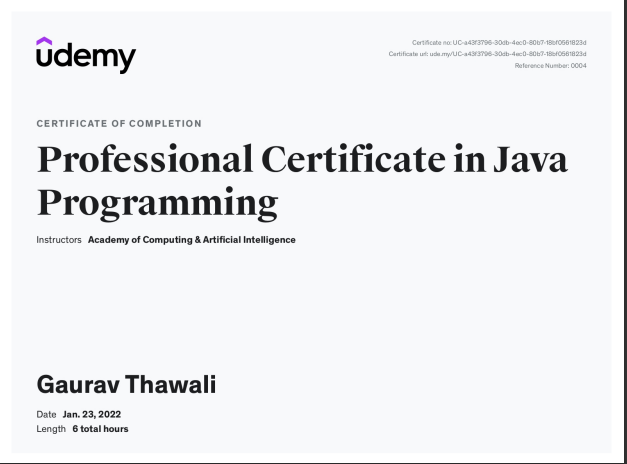 udemy
Certificate no: UC-a43f3796-30db-4ec0-80b7-18bf0561823d
Certificate url: ude.my/UC-a43f3796-30db-4ec0-80b7-18bf0561823d
Reference Number: 0004
CERTIFICATE OF COMPLETION
Professional Certificate in Java
Programming
Instructors Academy of Computing & Artificial Intelligence
Gaurav Thawali
Date Jan. 23, 2022
Length 6 total hours